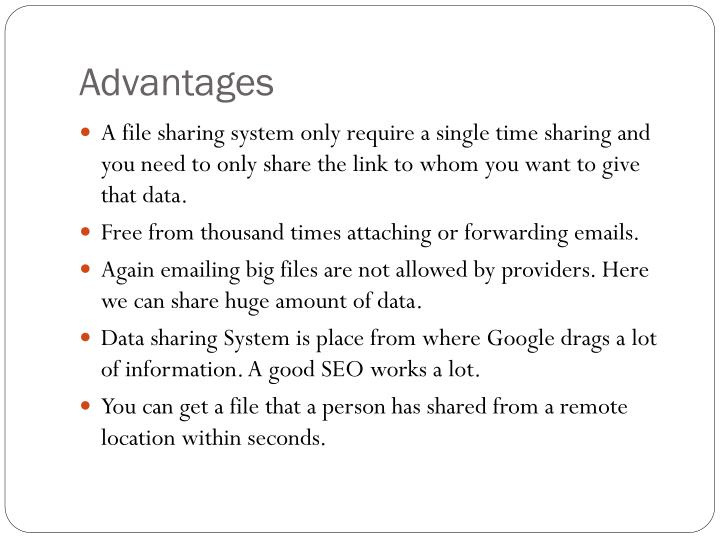 Advantages
A file sharing system only require a single time sharing and
you need to only share the link to whom you want to give
that data.
Free from thousand times attaching or forwarding emails.
Again emailing big files are not allowed by providers. Here
we can share huge amount of data.
Data sharing System is place from where Google drags a lot
of information. A good SEO works a lot.
You can get a file that a person has shared from a remote
location within seconds.